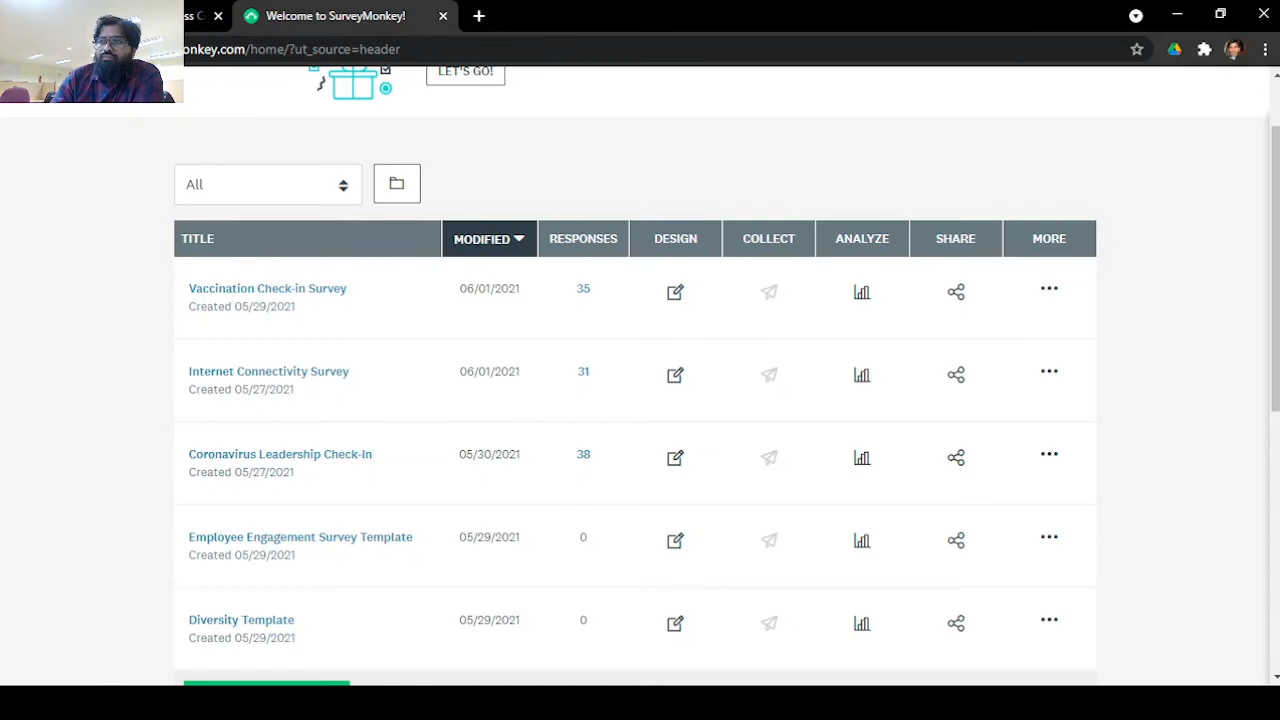 ss C
Welcome to SurveyMonkey!
onkey.com/home/?ut_source=header
LET'S GO!
All
TITLE MODIFIED RESPONSES DESIGN COLLECT ANALYZE SHARE MORE
Vaccination Check-in Survey 06/01/2021 35
Created 05/29/2021
Internet Connectivity Survey 06/01/2021 31
Created 05/27/2021
Coronavirus Leadership Check-In 05/30/2021 38
Created 05/27/2021
Employee Engagement Survey Template 05/29/2021 0
Created 05/29/2021
Diversity Template 05/29/2021 0
Created 05/29/2021